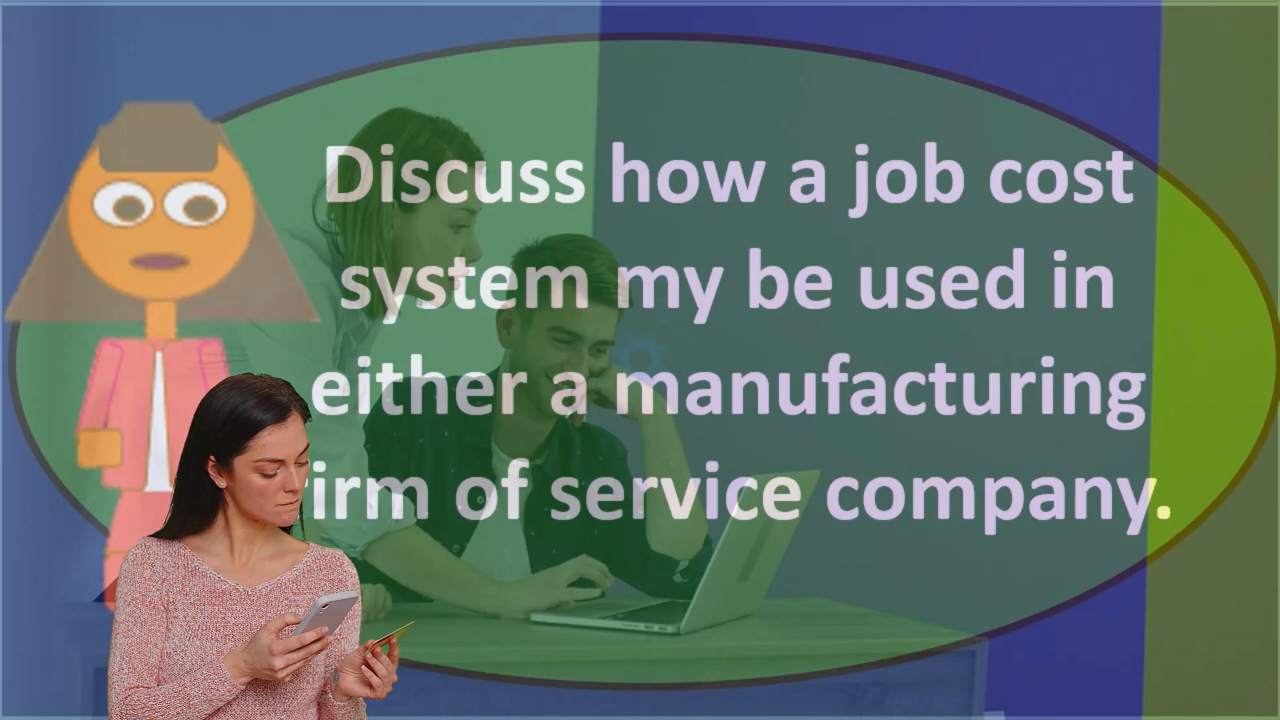 Discuss how a job cost
system my be used in
either a manufacturing
irm of service company.